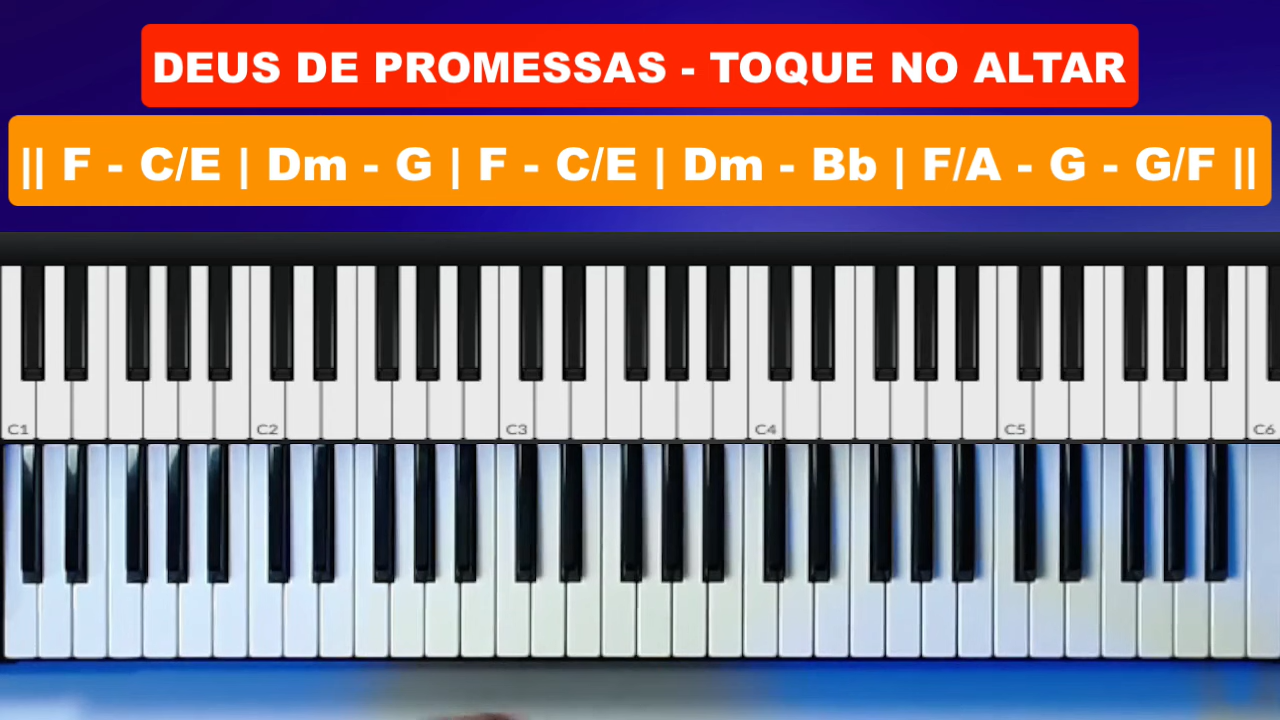 DEUS DE PROMESSAS - TOQUE NO ALTAR
|| F - C/E | Dm - G | F - C/E | Dm - Bb | F/A - G - G/F ||
C1 C2 C3 C4 C5 C6